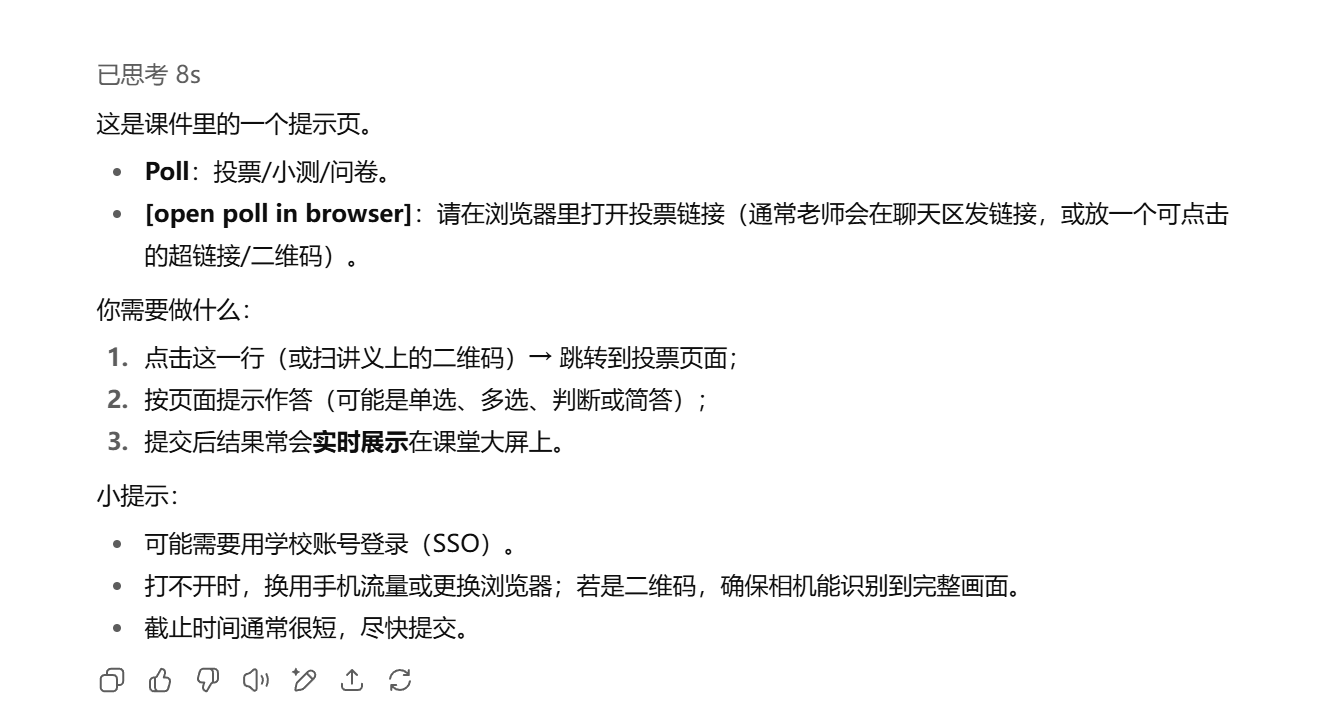 已思考 8s
这是课件里的一个提示页。
• Poll：投票/小测/问卷。
• [open poll in browser]：请在浏览器里打开投票链接（通常老师会在聊天区发链接，或放一个可点击
的超链接/二维码）。
你需要做什么：
1. 点击这一行（或扫讲义上的二维码）→ 跳转到投票页面；
2. 按页面提示作答（可能是单选、多选、判断或简答）；
3. 提交后结果常会实时展示在课堂大屏上。
小提示：
• 可能需要用学校账号登录（SSO）。
• 打不开时，换用手机流量或更换浏览器；若是二维码，确保相机能识别到完整画面。
• 截止时间通常很短，尽快提交。